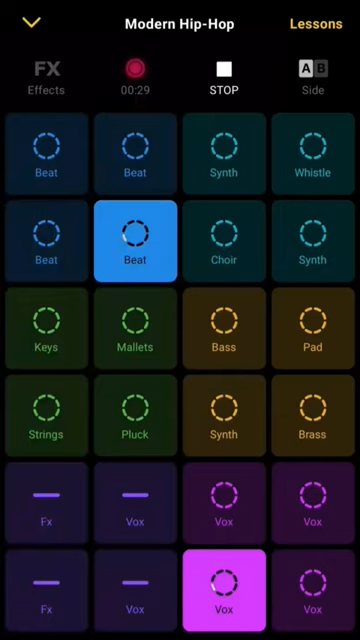 Modern Hip-Hop Lessons
FX A B
Effects 00:29 STOP Side
Beat Beat Synth Whistle
Beat Beat Choir Synth
Keys Mallets Bass Pad
Strings Pluck Synth Brass
Fx Vox Vox Vox
Fx Vox Vox Vox